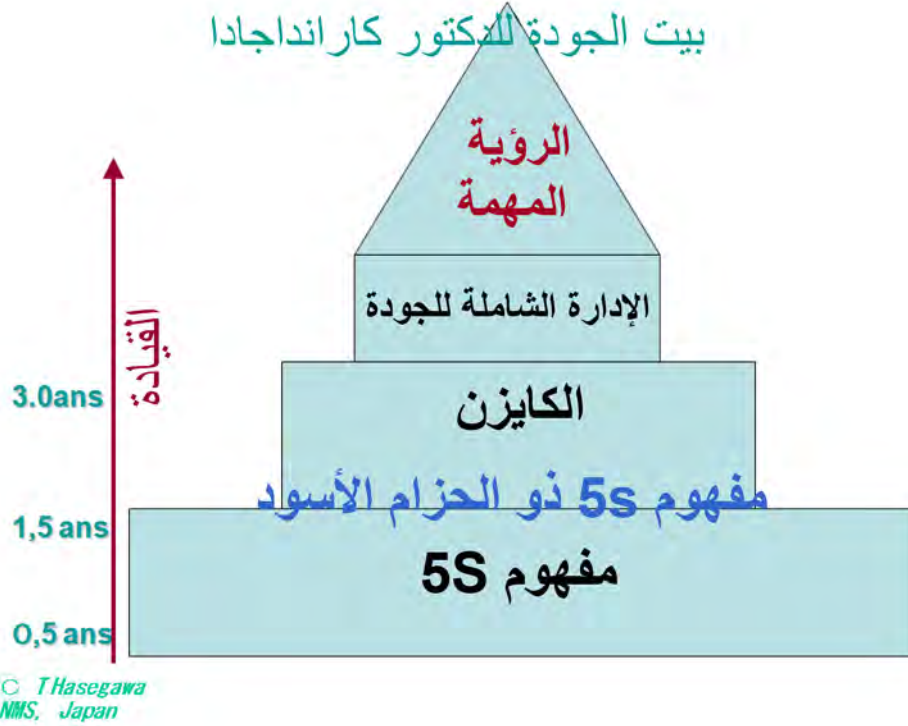 بيت الجودة للدكتور كارانداجادا
الرؤية
المهمة
الإدارة الشاملة للجودة
القيادة
3.0ans
الكايزن
مفهوم 5s ذو الحزام الأسود
1,5 ans
مفهوم 5S
0,5 ans
© THasegawa
NMS, Japan